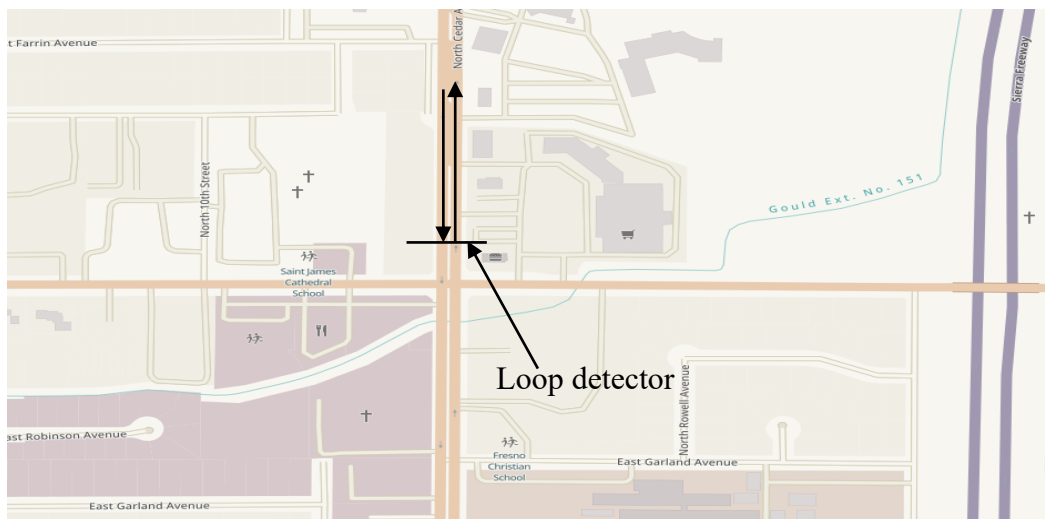 t Farrin Avenue
North Cedar A
Sierra Freeway
North 10th Street
Gould Ext. No. 151
Saint James
Cathedral
School
Loop detector
North Rowell Avenue
ast Robinson Avenue
Fresno
Christian
School
East Garland Avenue
East Garland Avenue